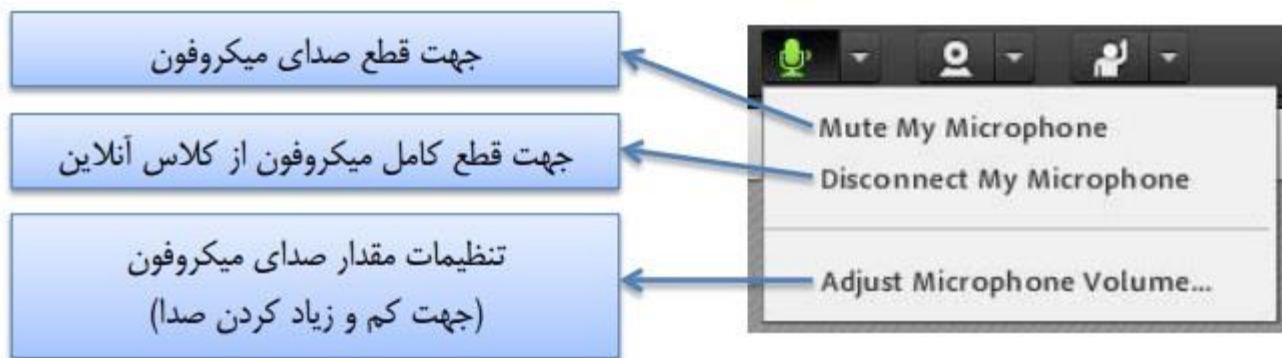 جهت قطع صدای میکروفون
جهت قطع کامل میکروفون از کلاس آنلاین
تنظیمات مقدار صدای میکروفون
(جهت کم و زیاد کردن صدا)
Mute My Microphone
Disconnect My Microphone
Adjust Microphone Volume...